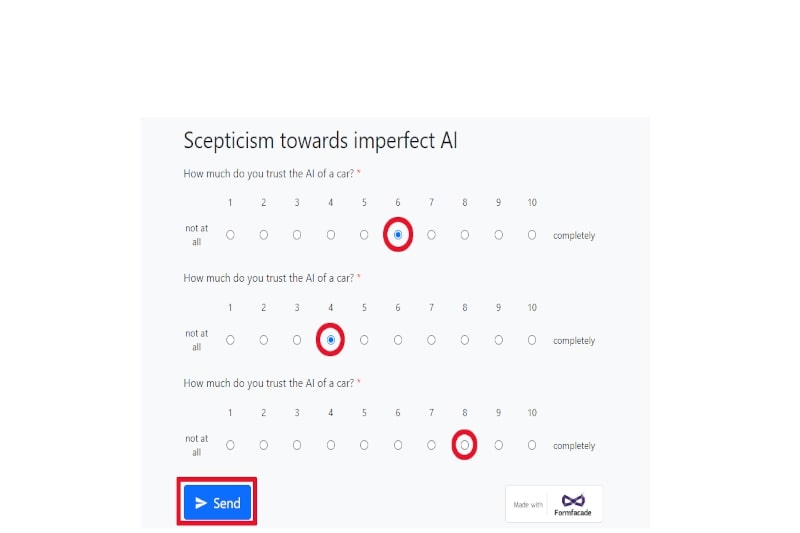 Scepticism towards imperfect AI
How much do you trust the AI of a car? *
1 2 3 4 5 6 7 8 9 10
not at all completely
How much do you trust the AI of a car? *
1 2 3 4 5 6 7 8 9 10
not at all completely
How much do you trust the AI of a car? *
1 2 3 4 5 6 7 8 9 10
not at all completely
Send
Made with Formfacade